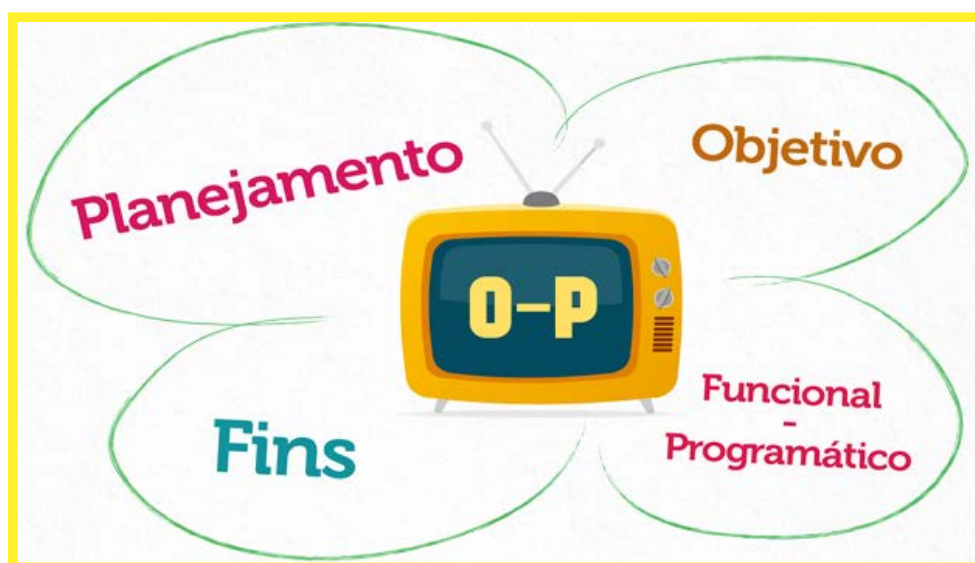 Planejamento
Objetivo
O-P
Fins
Funcional
-
Programático